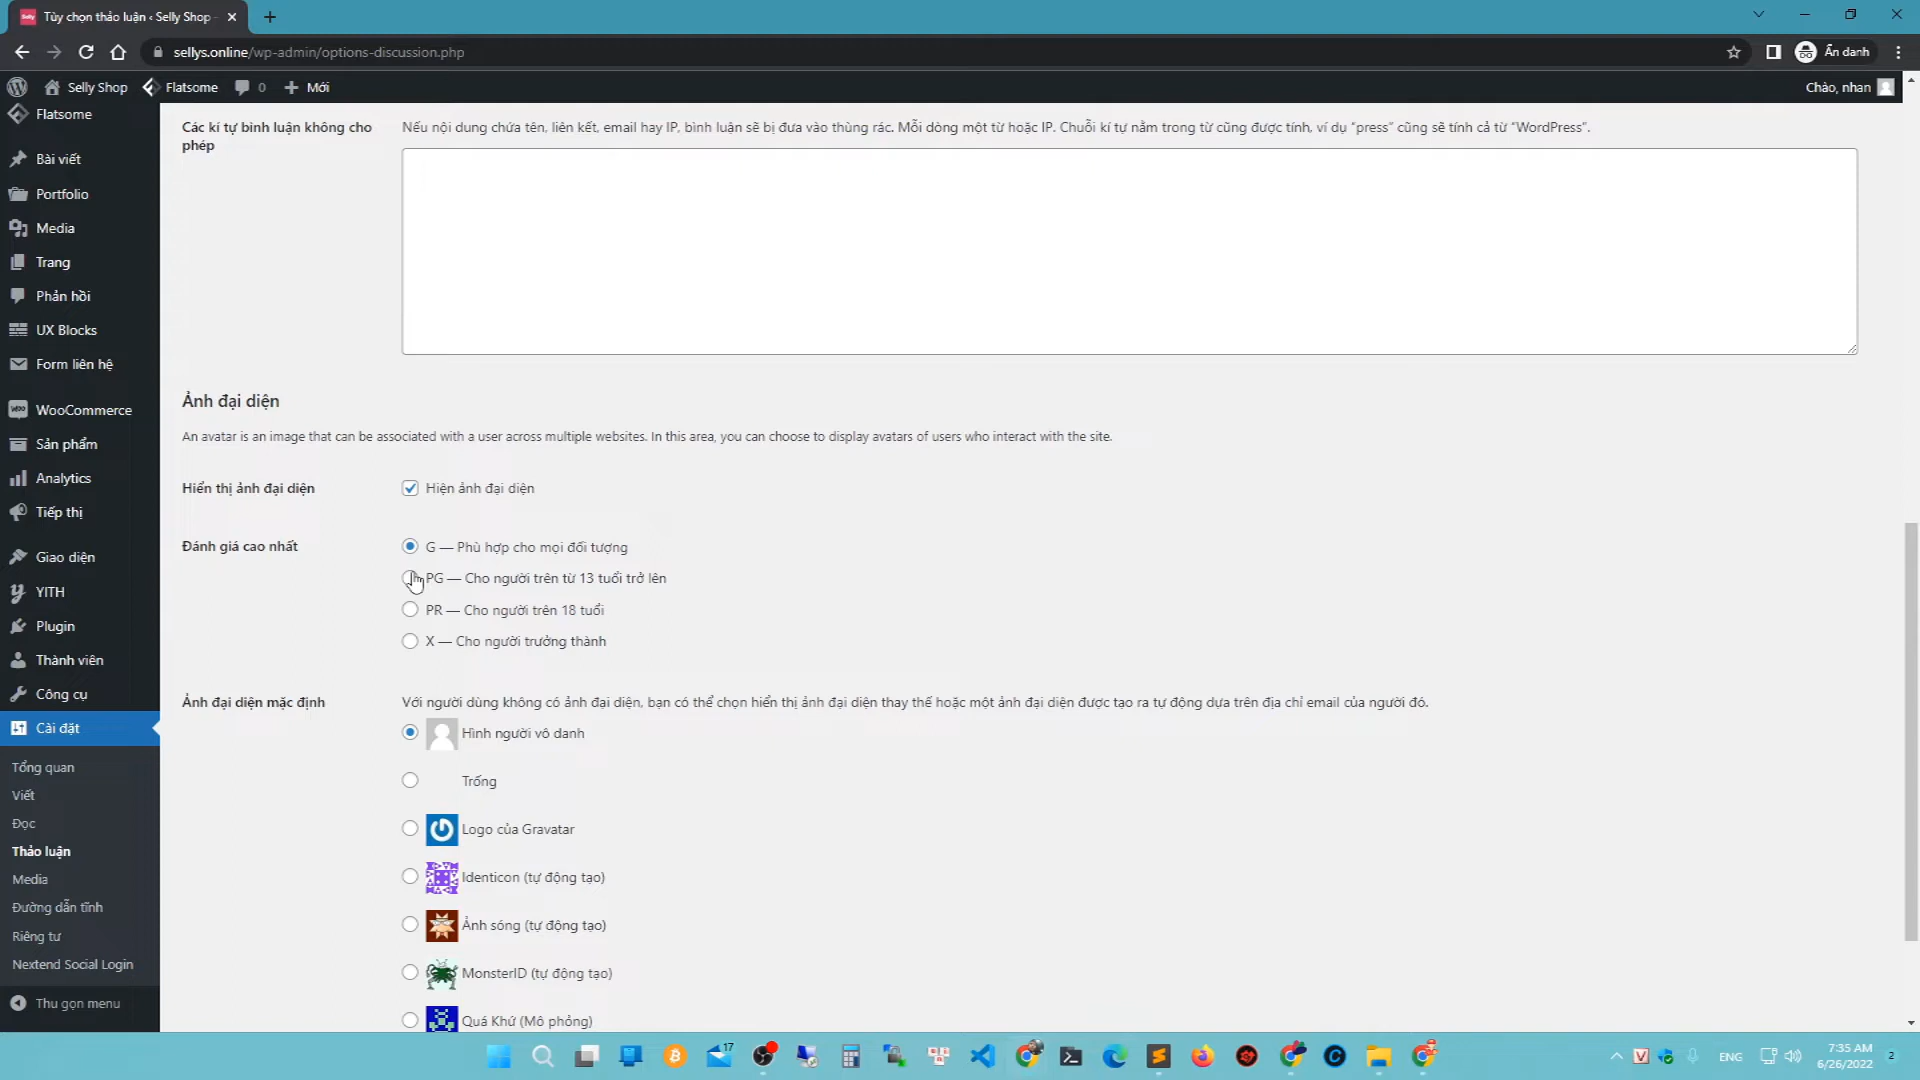 Tùy chọn thảo luận ‹ Selly Shop
sellys.online/wp-admin/options-discussion.php
Ẩn danh
Selly Shop
Flatsome
0
Mới
Chào, nhan
Flatsome
Bài viết
Portfolio
Media
Trang
Phản hồi
UX Blocks
Form liên hệ
WooCommerce
Sản phẩm
Analytics
Tiếp thị
Giao diện
YITH
Plugin
Thành viên
Công cụ
Cài đặt
Tổng quan
Viết
Đọc
Thảo luận
Media
Đường dẫn tĩnh
Riêng tư
Nextend Social Login
Thu gọn menu
Các kí tự bình luận không cho
phép
Nếu nội dung chứa tên, liên kết, email hay IP, bình luận sẽ bị đưa vào thùng rác. Mỗi dòng một từ hoặc IP. Chuỗi kí tự nằm trong từ cũng được tính, ví dụ “press” cũng sẽ tính cả từ “WordPress”.
Ảnh đại diện
An avatar is an image that can be associated with a user across multiple websites. In this area, you can choose to display avatars of users who interact with the site.
Hiển thị ảnh đại diện
Hiện ảnh đại diện
Đánh giá cao nhất
G — Phù hợp cho mọi đối tượng
PG — Cho người trên từ 13 tuổi trở lên
PR — Cho người trên 18 tuổi
X — Cho người trưởng thành
Ảnh đại diện mặc định
Với người dùng không có ảnh đại diện, bạn có thể chọn hiển thị ảnh đại diện thay thế hoặc một ảnh đại diện được tạo ra tự động dựa trên địa chỉ email của người đó.
Hình người vô danh
Trống
Logo của Gravatar
Identicon (tự động tạo)
Ảnh sóng (tự động tạo)
MonsterID (tự động tạo)
Quá Khứ (Mô phỏng)
17
ENG
7:35 AM
6/26/2022
2